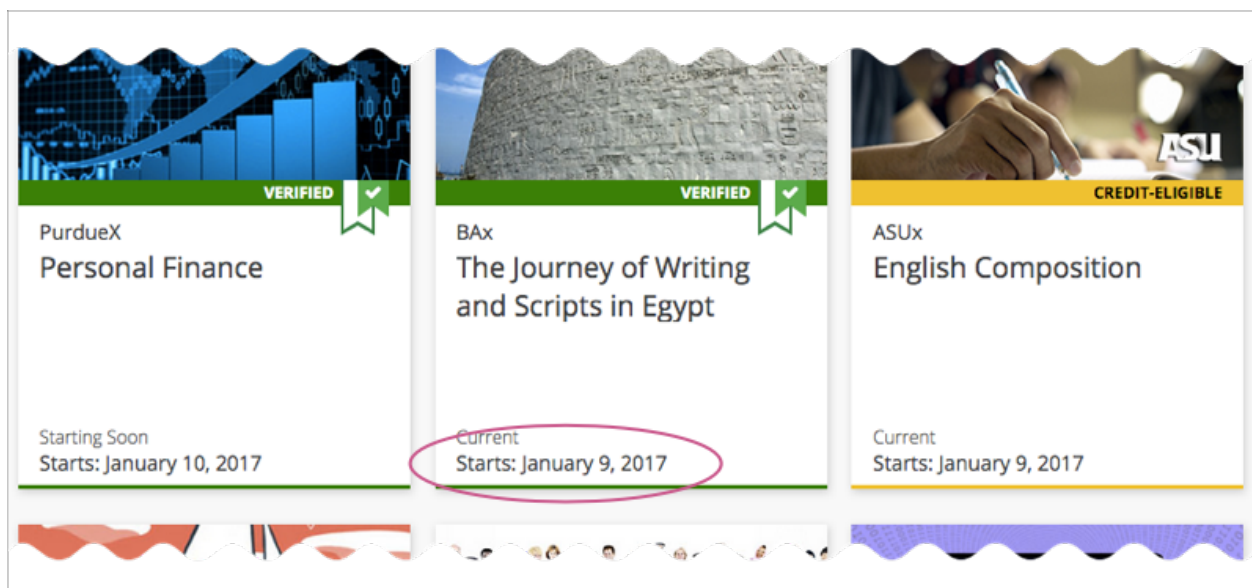 VERIFIED
PurdueX
Personal Finance
Starting Soon
Starts: January 10, 2017
VERIFIED
BAx
The Journey of Writing
and Scripts in Egypt
Current
Starts: January 9, 2017
ASU
CREDIT-ELIGIBLE
ASUx
English Composition
Current
Starts: January 9, 2017